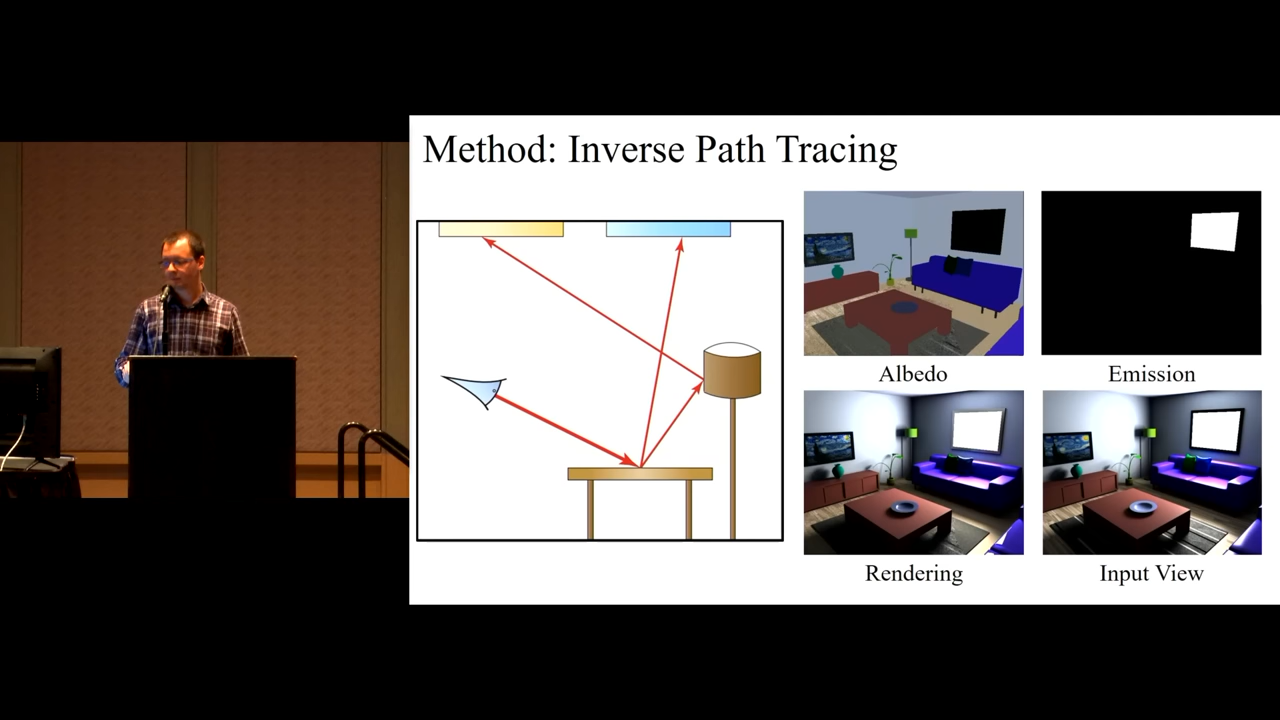 Method: Inverse Path Tracing
Albedo
Emission
Rendering
Input View